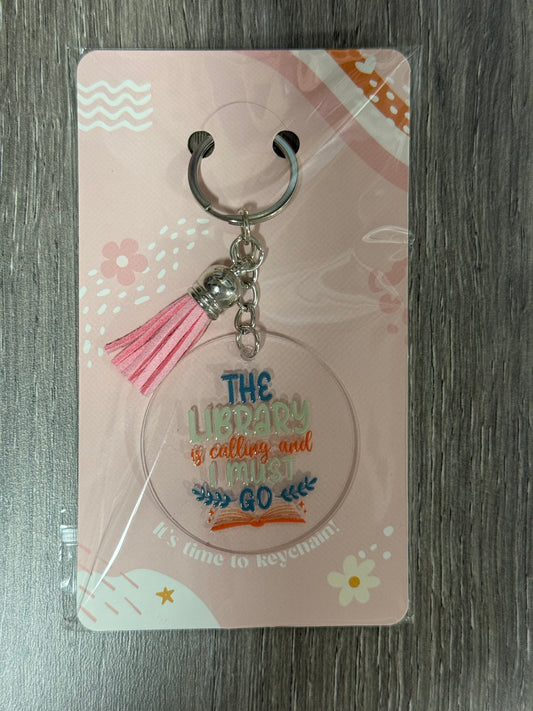 THE
LIBRARY
is calling and
I MUST
GO
It's time to keychain!